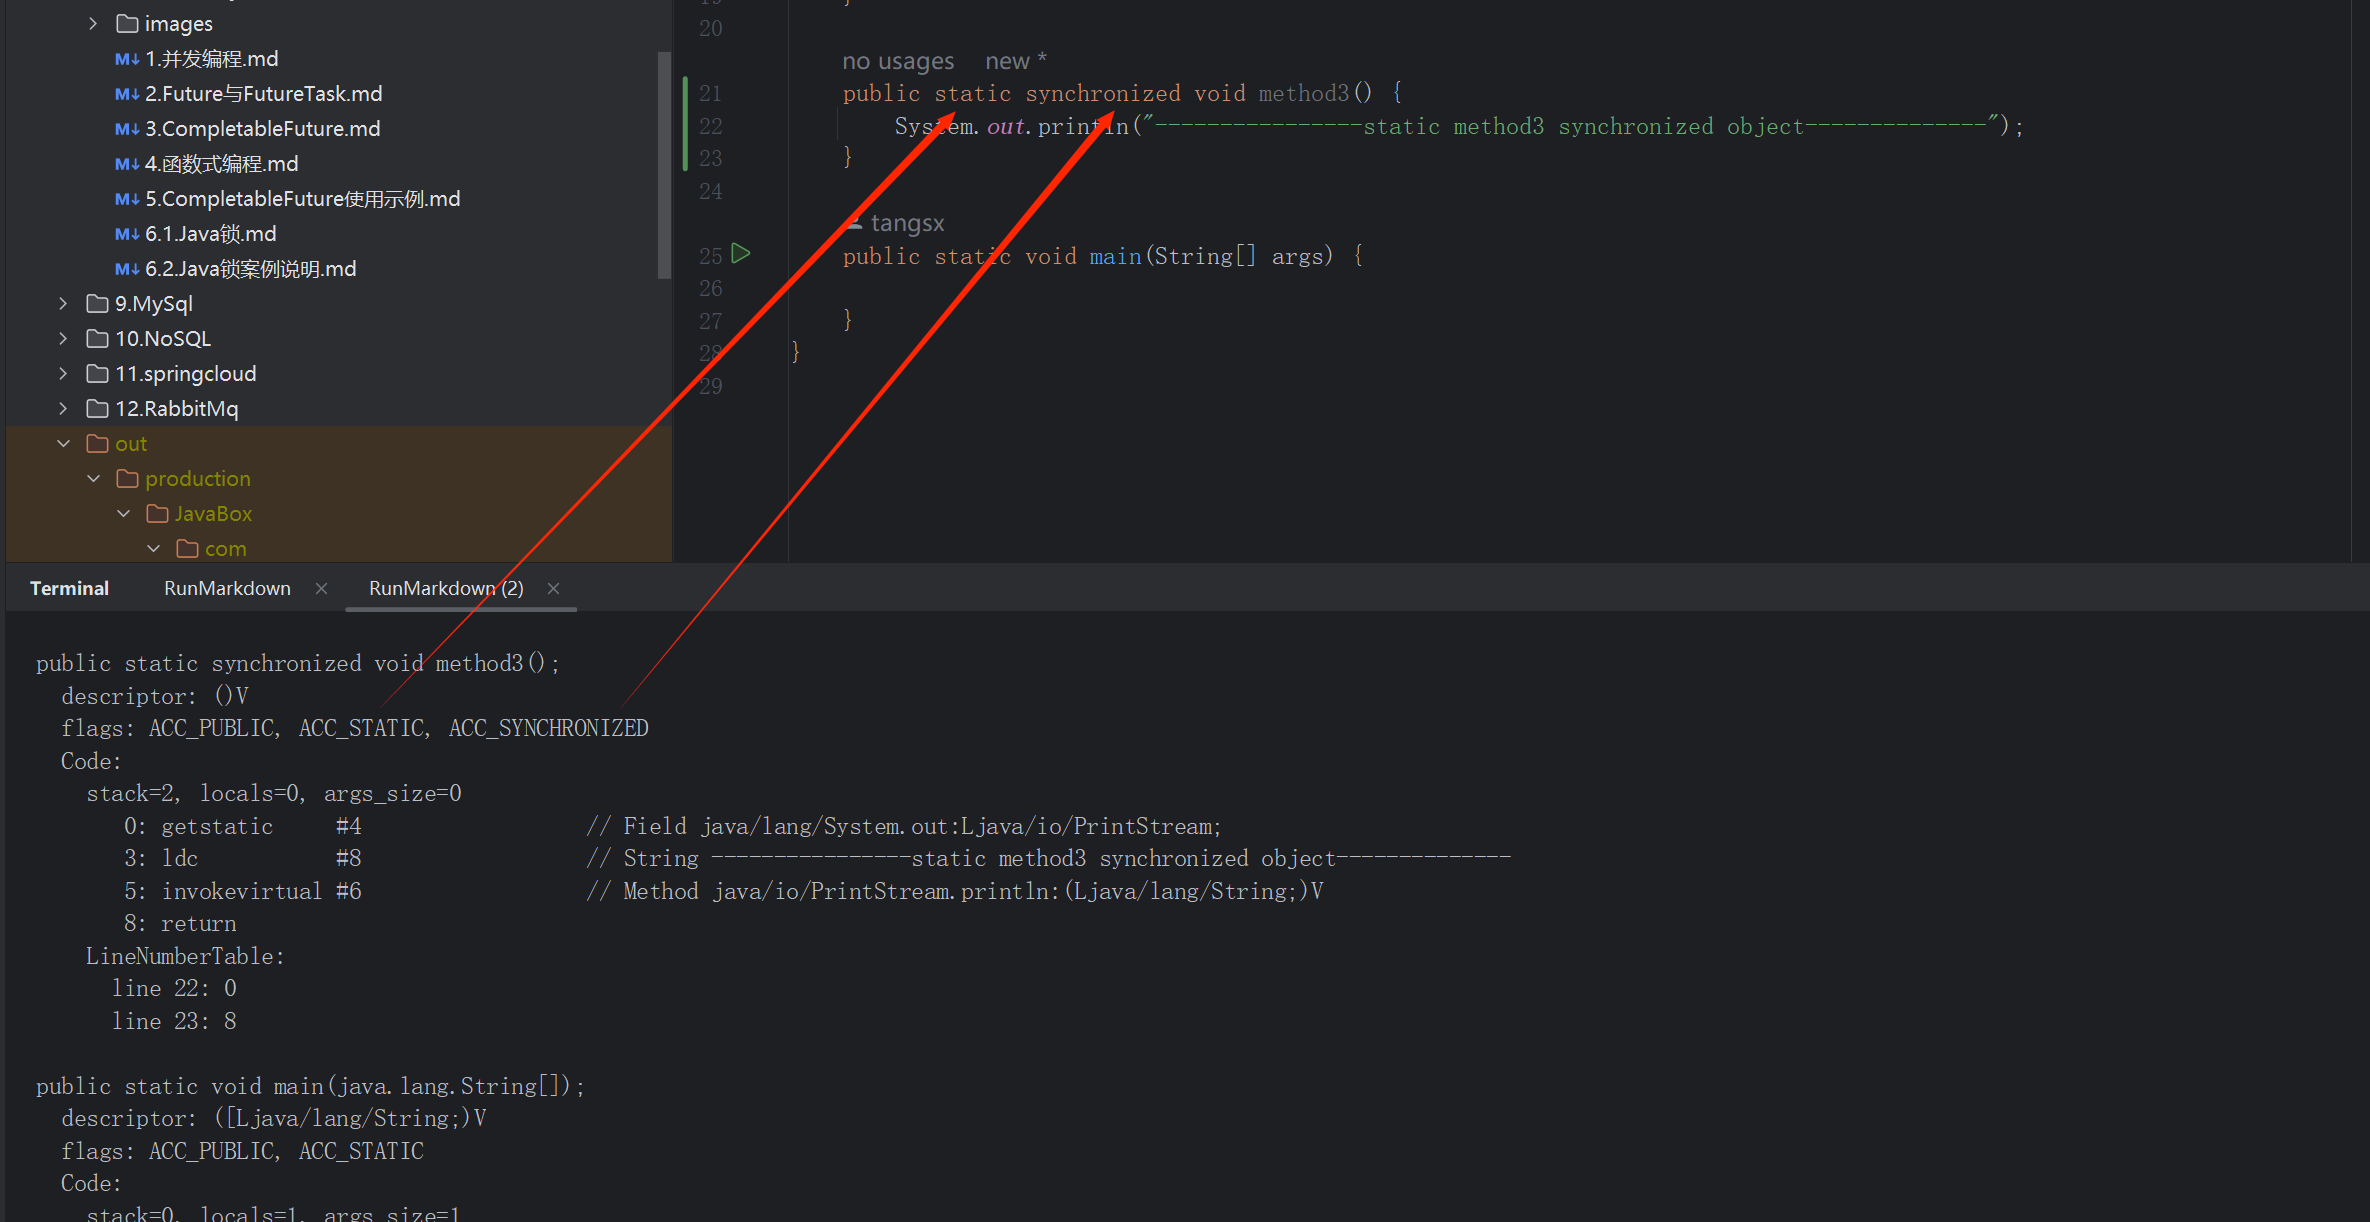 images
1.并发编程.md
2.Future与FutureTask.md
3.CompletableFuture.md
4.函数式编程.md
5.CompletableFuture使用示例.md
6.1.Java锁.md
6.2.Java锁案例说明.md
9.MySql
10.NoSQL
11.springcloud
12.RabbitMq
out
production
JavaBox
com
20
no usages new *
21 public static synchronized void method3() {
22 System.out.println("----------------static method3 synchronized object--------------");
23 }
24
tangsx
25 public static void main(String[] args) {
26
27 }
28 }
29
Terminal RunMarkdown × RunMarkdown (2) ×
public static synchronized void method3();
descriptor: ()V
flags: ACC_PUBLIC, ACC_STATIC, ACC_SYNCHRONIZED
Code:
stack=2, locals=0, args_size=0
0: getstatic #4 // Field java/lang/System.out:Ljava/io/PrintStream;
3: ldc #8 // String ----------------static method3 synchronized object--------------
5: invokevirtual #6 // Method java/io/PrintStream.println:(Ljava/lang/String;)V
8: return
LineNumberTable:
line 22: 0
line 23: 8
public static void main(java.lang.String[]);
descriptor: ([Ljava/lang/String;)V
flags: ACC_PUBLIC, ACC_STATIC
Code:
stack=0, locals=1, args_size=1